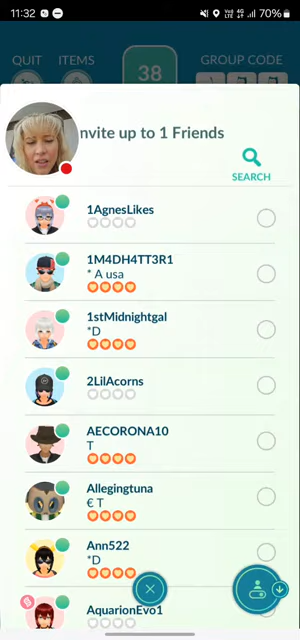 11:32
70%
QUIT ITEMS
38
GROUP CODE
nvite up to 1 Friends
SEARCH
1AgnesLikes
1M4DH4TT3R1
* A usa
1stMidnightgal
*D
2LilAcorns
AECORONA10
T
Allegingtuna
€ T
Ann522
*D
AquarionEvo1